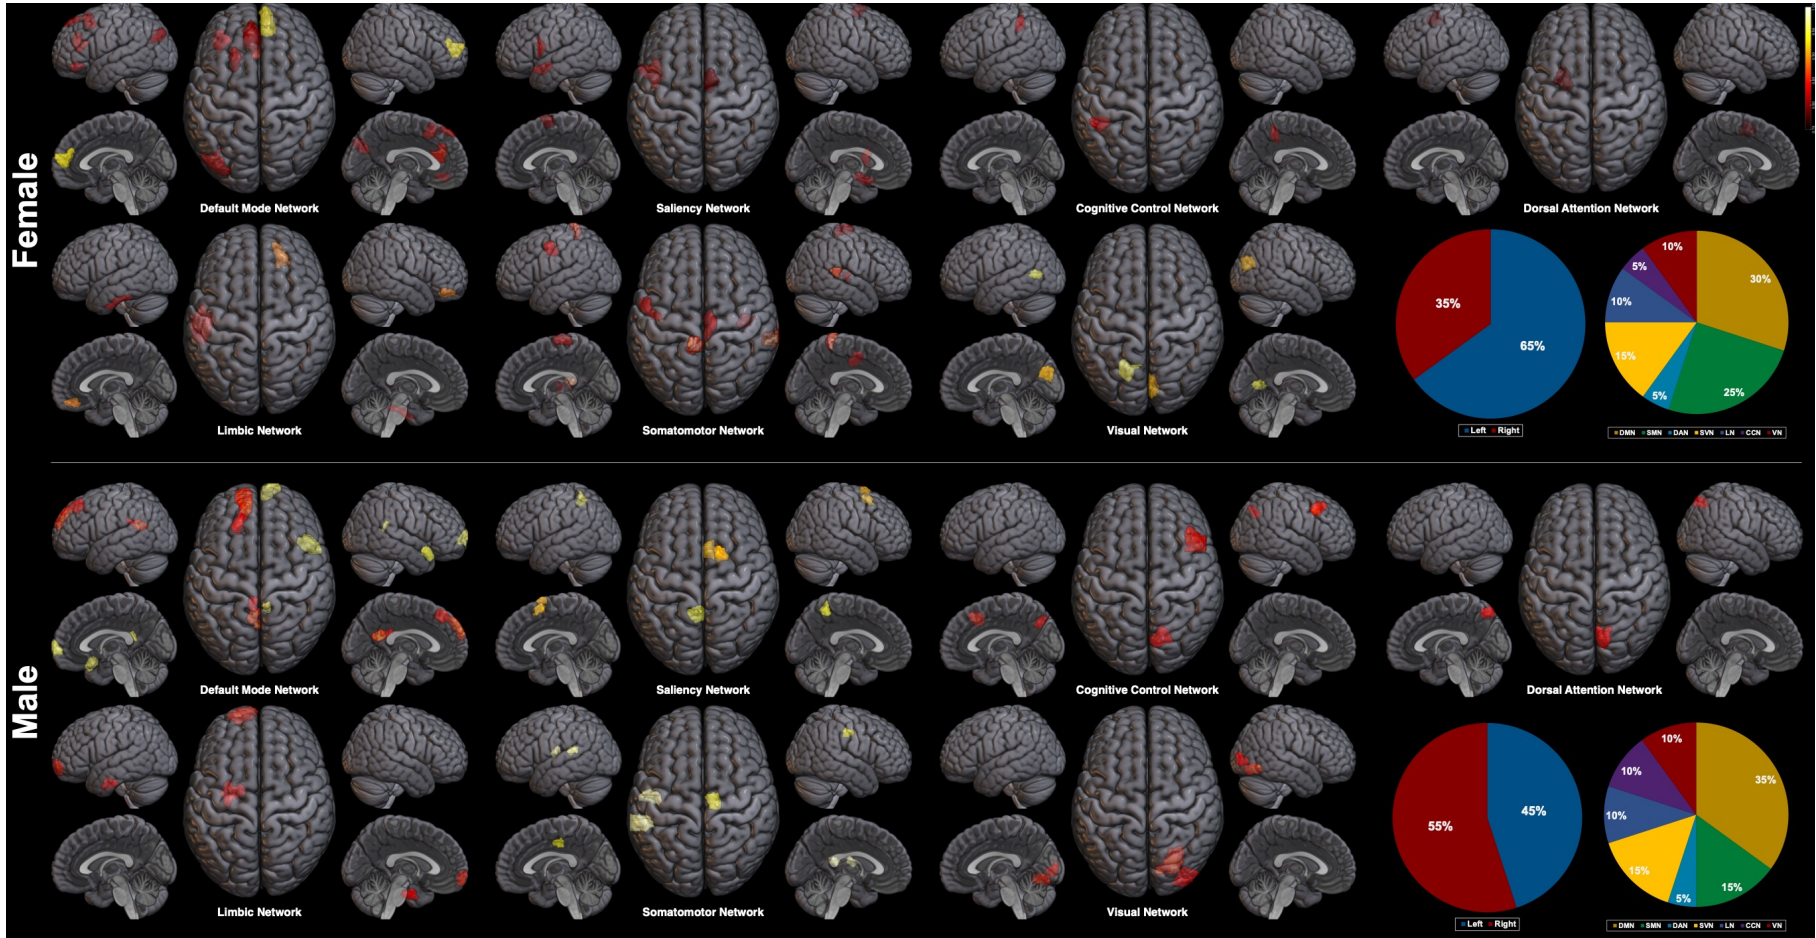 Female
Default Mode Network
Saliency Network
Cognitive Control Network
Dorsal Attention Network
Limbic Network
Somatomotor Network
Visual Network
35%
65%
Left Right
10%
5%
10%
15%
5%
25%
30%
DMN SMN DAN SVN LN CCN VN
Male
Default Mode Network
Saliency Network
Cognitive Control Network
Dorsal Attention Network
Limbic Network
Somatomotor Network
Visual Network
55%
45%
Left Right
10%
10%
10%
15%
5%
15%
35%
DMN SMN DAN SVN LN CCN VN